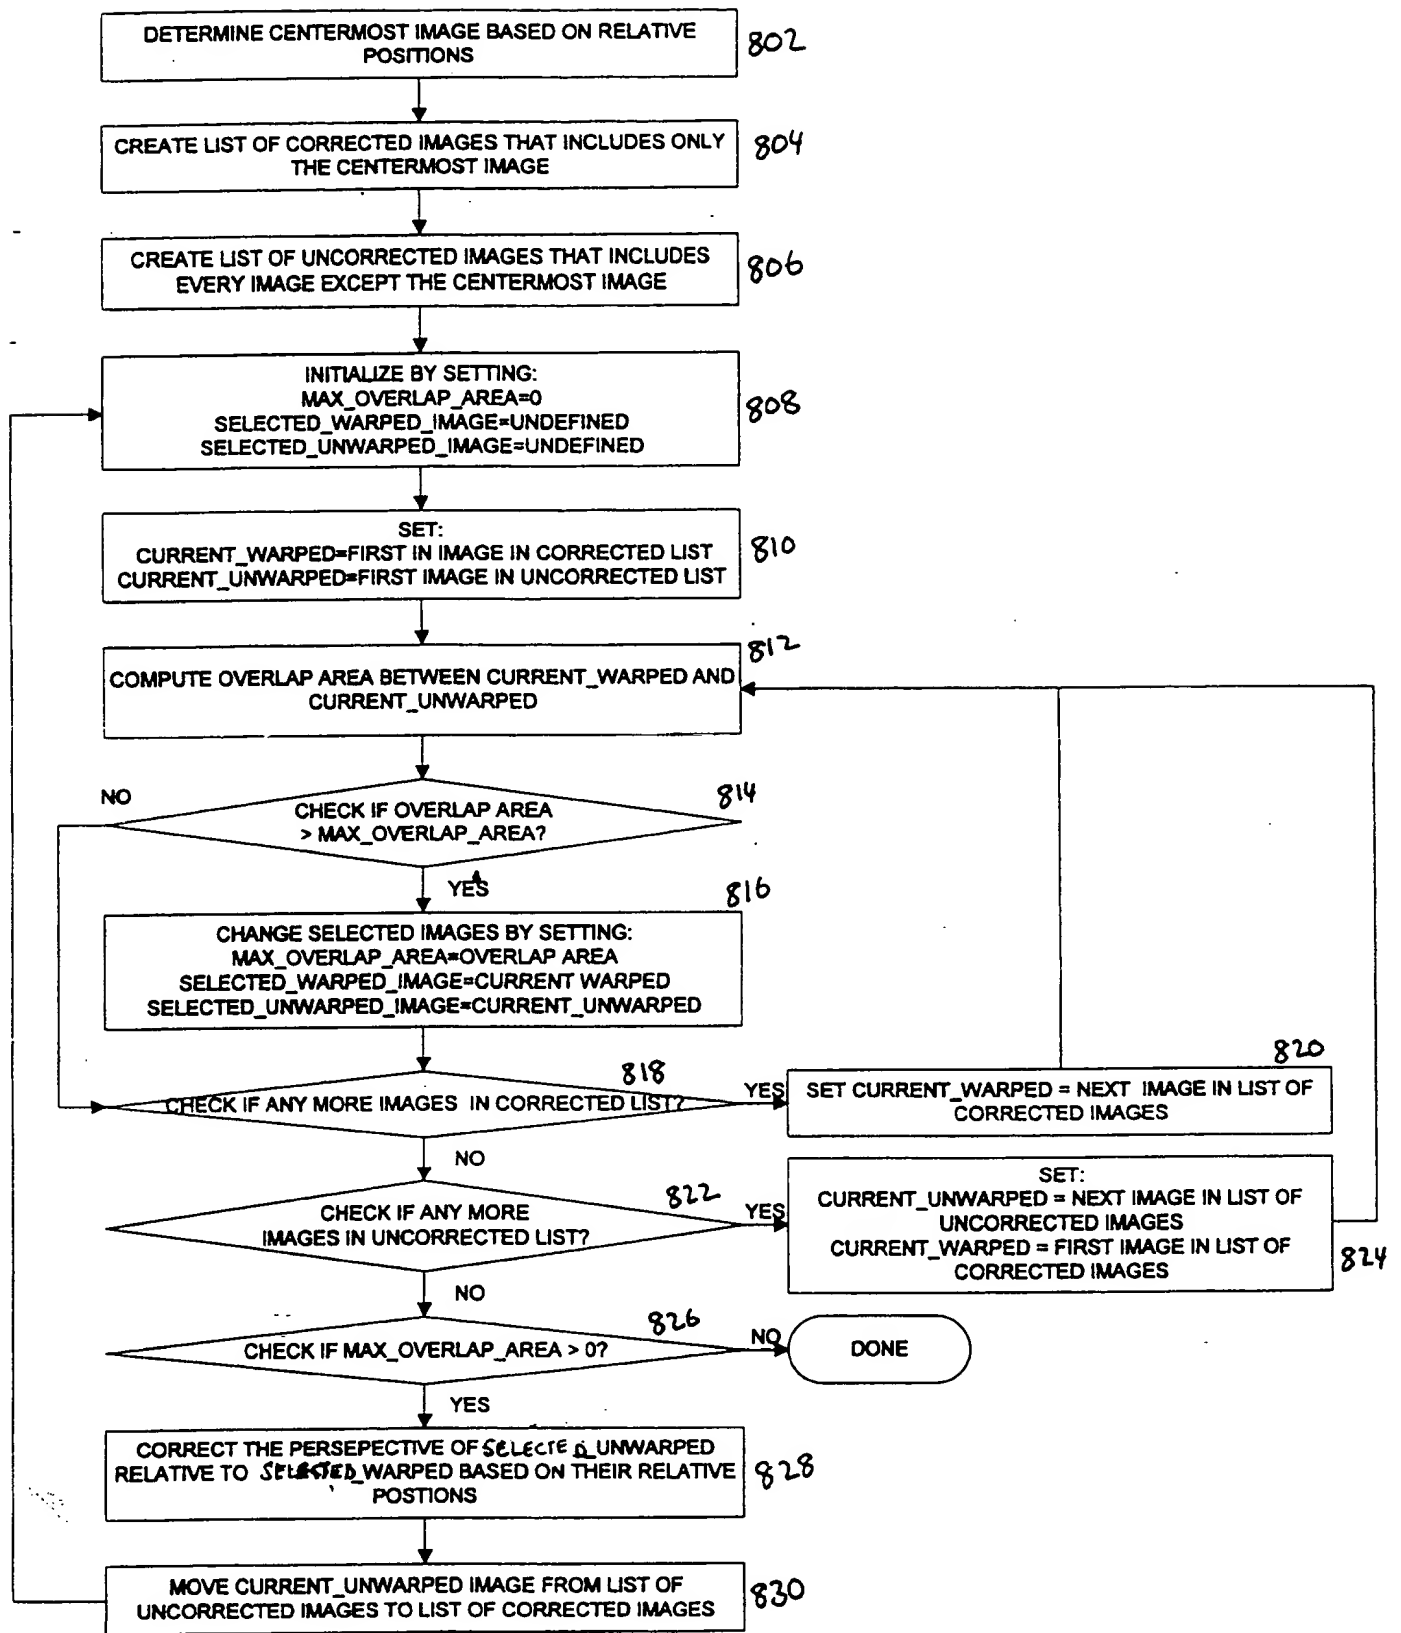 DETERMINE CENTERMOST IMAGE BASED ON RELATIVE
POSITIONS
802
CREATE LIST OF CORRECTED IMAGES THAT INCLUDES ONLY
THE CENTERMOST IMAGE
804
CREATE LIST OF UNCORRECTED IMAGES THAT INCLUDES
EVERY IMAGE EXCEPT THE CENTERMOST IMAGE
806
INITIALIZE BY SETTING:
MAX_OVERLAP_AREA=0
SELECTED_WARPED_IMAGE=UNDEFINED
SELECTED_UNWARPED_IMAGE=UNDEFINED
808
SET:
CURRENT_WARPED=FIRST IN IMAGE IN CORRECTED LIST
CURRENT_UNWARPED=FIRST IMAGE IN UNCORRECTED LIST
810
812
COMPUTE OVERLAP AREA BETWEEN CURRENT_WARPED AND
CURRENT_UNWARPED
814
NO
CHECK IF OVERLAP AREA
> MAX_OVERLAP_AREA?
YES
816
CHANGE SELECTED IMAGES BY SETTING:
MAX_OVERLAP_AREA=OVERLAP AREA
SELECTED_WARPED_IMAGE=CURRENT WARPED
SELECTED_UNWARPED_IMAGE=CURRENT_UNWARPED
818
CHECK IF ANY MORE IMAGES IN CORRECTED LIST?
YES
820
SET CURRENT_WARPED = NEXT IMAGE IN LIST OF
CORRECTED IMAGES
NO
822
CHECK IF ANY MORE
IMAGES IN UNCORRECTED LIST?
YES
SET:
CURRENT_UNWARPED = NEXT IMAGE IN LIST OF
UNCORRECTED IMAGES
CURRENT_WARPED = FIRST IMAGE IN LIST OF
CORRECTED IMAGES
824
NO
826
CHECK IF MAX_OVERLAP_AREA > 0?
NO
DONE
YES
CORRECT THE PERSEPECTIVE OF SELECTED_UNWARPED
RELATIVE TO SELECTED_WARPED BASED ON THEIR RELATIVE
POSTIONS
828
MOVE CURRENT_UNWARPED IMAGE FROM LIST OF
UNCORRECTED IMAGES TO LIST OF CORRECTED IMAGES
830